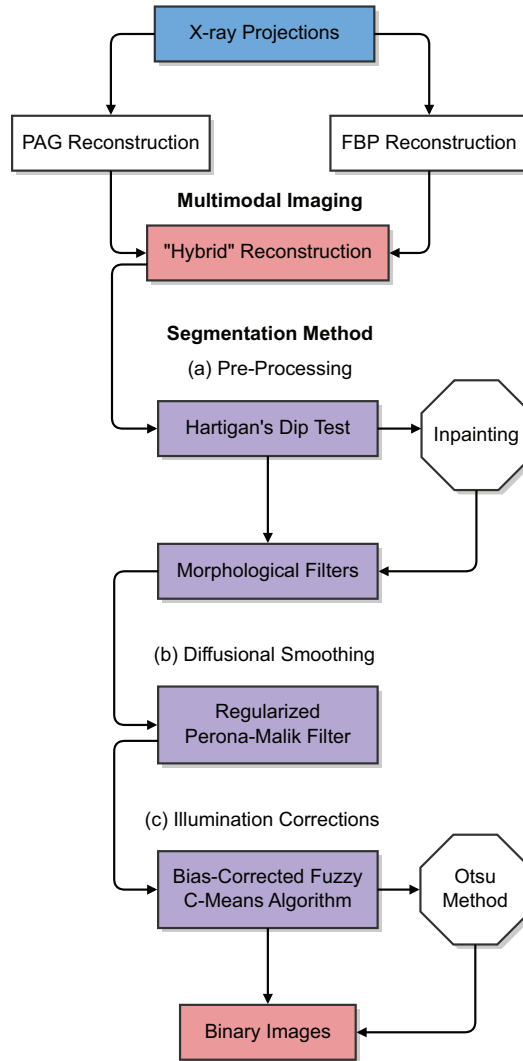 X-ray Projections
PAG Reconstruction
FBP Reconstruction
Multimodal Imaging
"Hybrid" Reconstruction
Segmentation Method
(a) Pre-Processing
Hartigan's Dip Test
Inpainting
Morphological Filters
(b) Diffusional Smoothing
Regularized
Perona-Malik Filter
(c) Illumination Corrections
Bias-Corrected Fuzzy
C-Means Algorithm
Otsu
Method
Binary Images